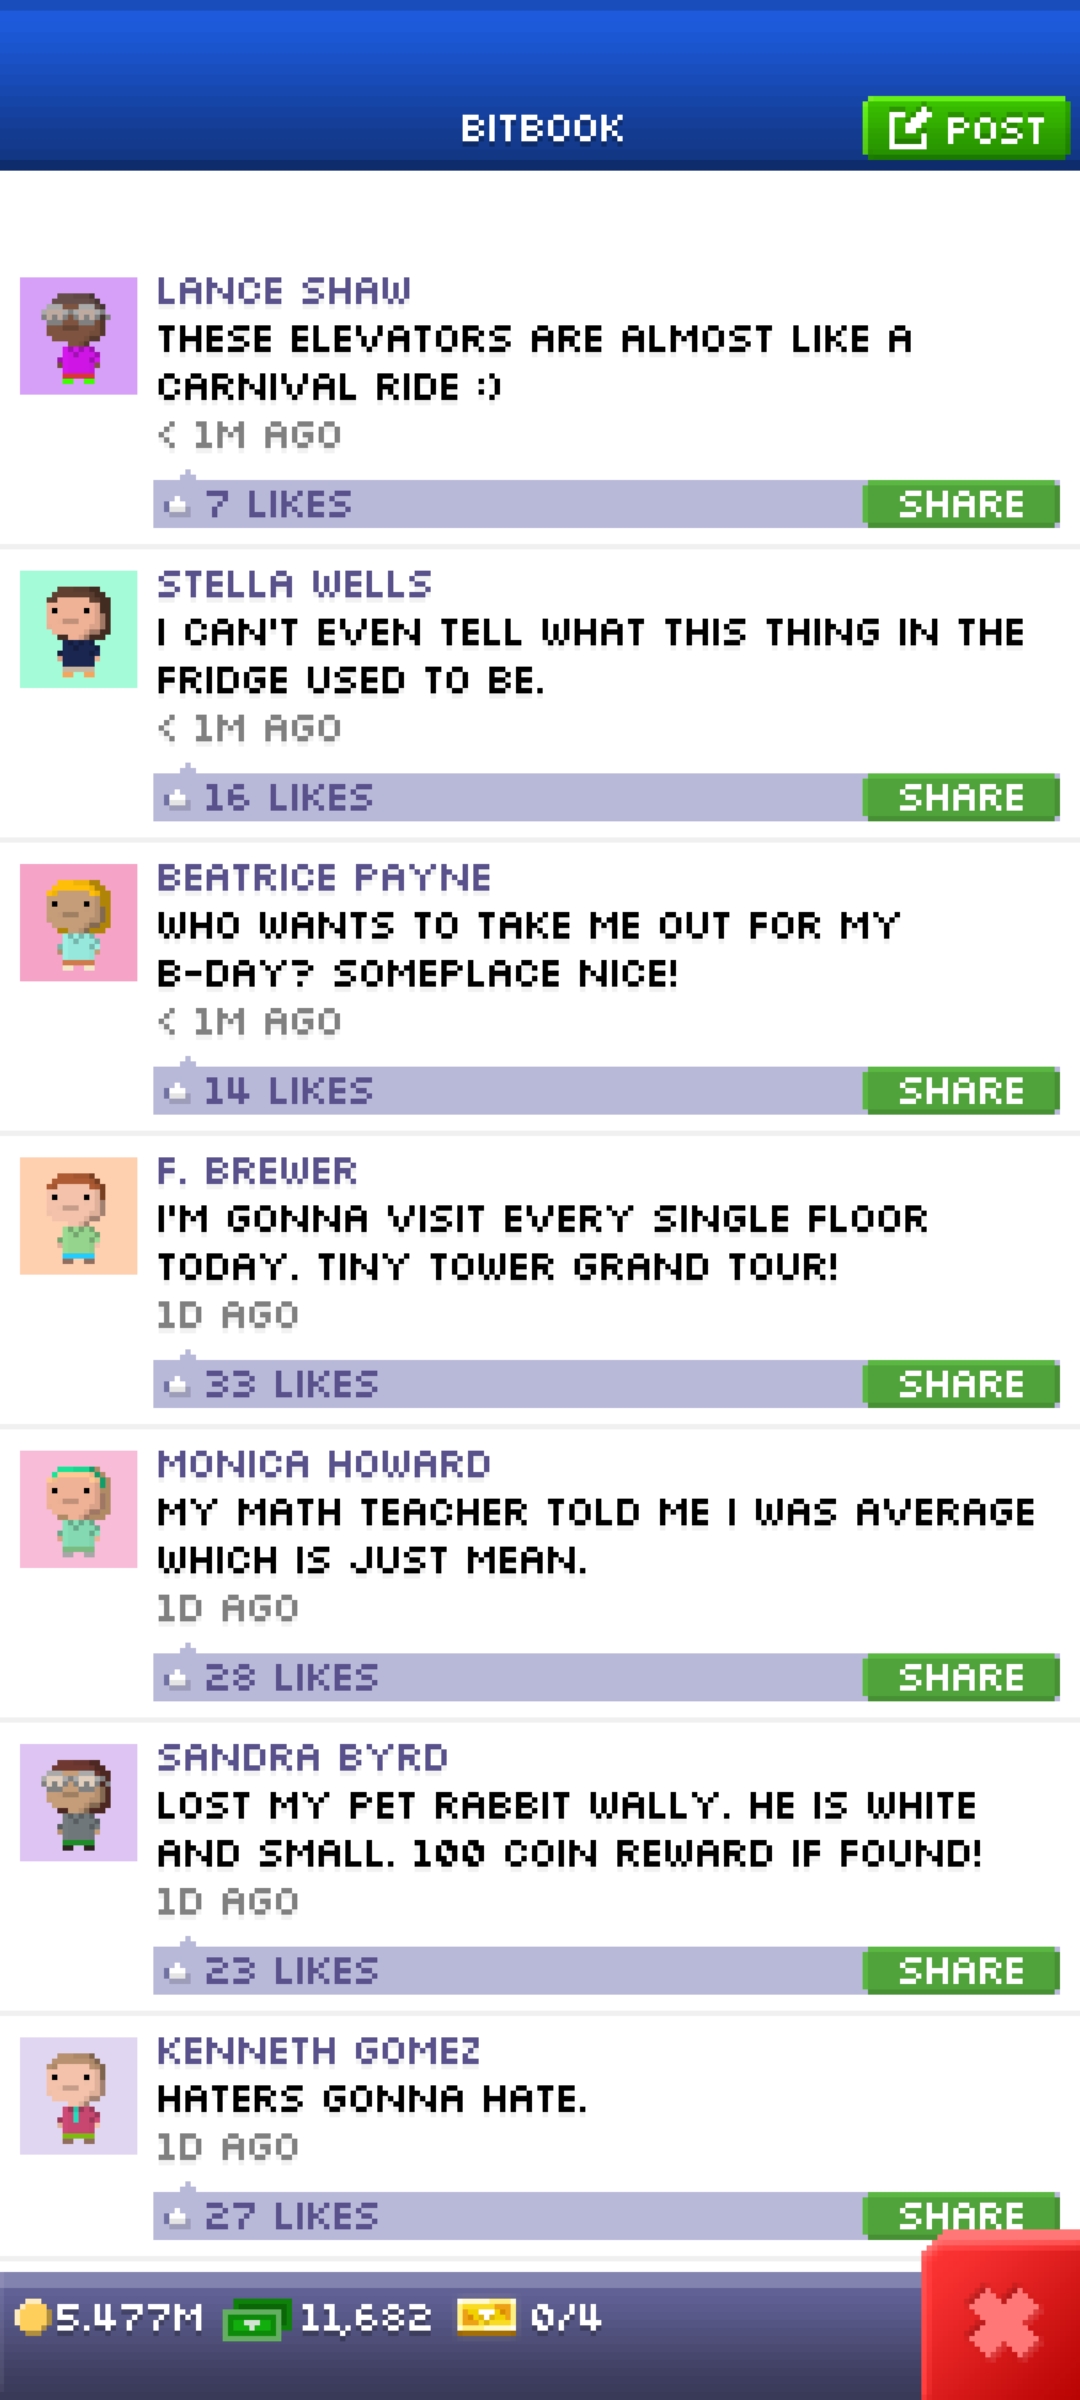 BITBOOK
POST
LANCE SHAW
THESE ELEVATORS ARE ALMOST LIKE A
CARNIVAL RIDE :)
< 1M AGO
7 LIKES
SHARE
STELLA WELLS
I CAN'T EVEN TELL WHAT THIS THING IN THE
FRIDGE USED TO BE.
< 1M AGO
16 LIKES
SHARE
BEATRICE PAYNE
WHO WANTS TO TAKE ME OUT FOR MY
B-DAY? SOMEPLACE NICE!
< 1M AGO
14 LIKES
SHARE
F. BREWER
I'M GONNA VISIT EVERY SINGLE FLOOR
TODAY. TINY TOWER GRAND TOUR!
1D AGO
33 LIKES
SHARE
MONICA HOWARD
MY MATH TEACHER TOLD ME I WAS AVERAGE
WHICH IS JUST MEAN.
1D AGO
28 LIKES
SHARE
SANDRA BYRD
LOST MY PET RABBIT WALLY. HE IS WHITE
AND SMALL. 100 COIN REWARD IF FOUND!
1D AGO
23 LIKES
SHARE
KENNETH GOMEZ
HATERS GONNA HATE.
1D AGO
27 LIKES
SHARE
5.477M
11,682
0/4